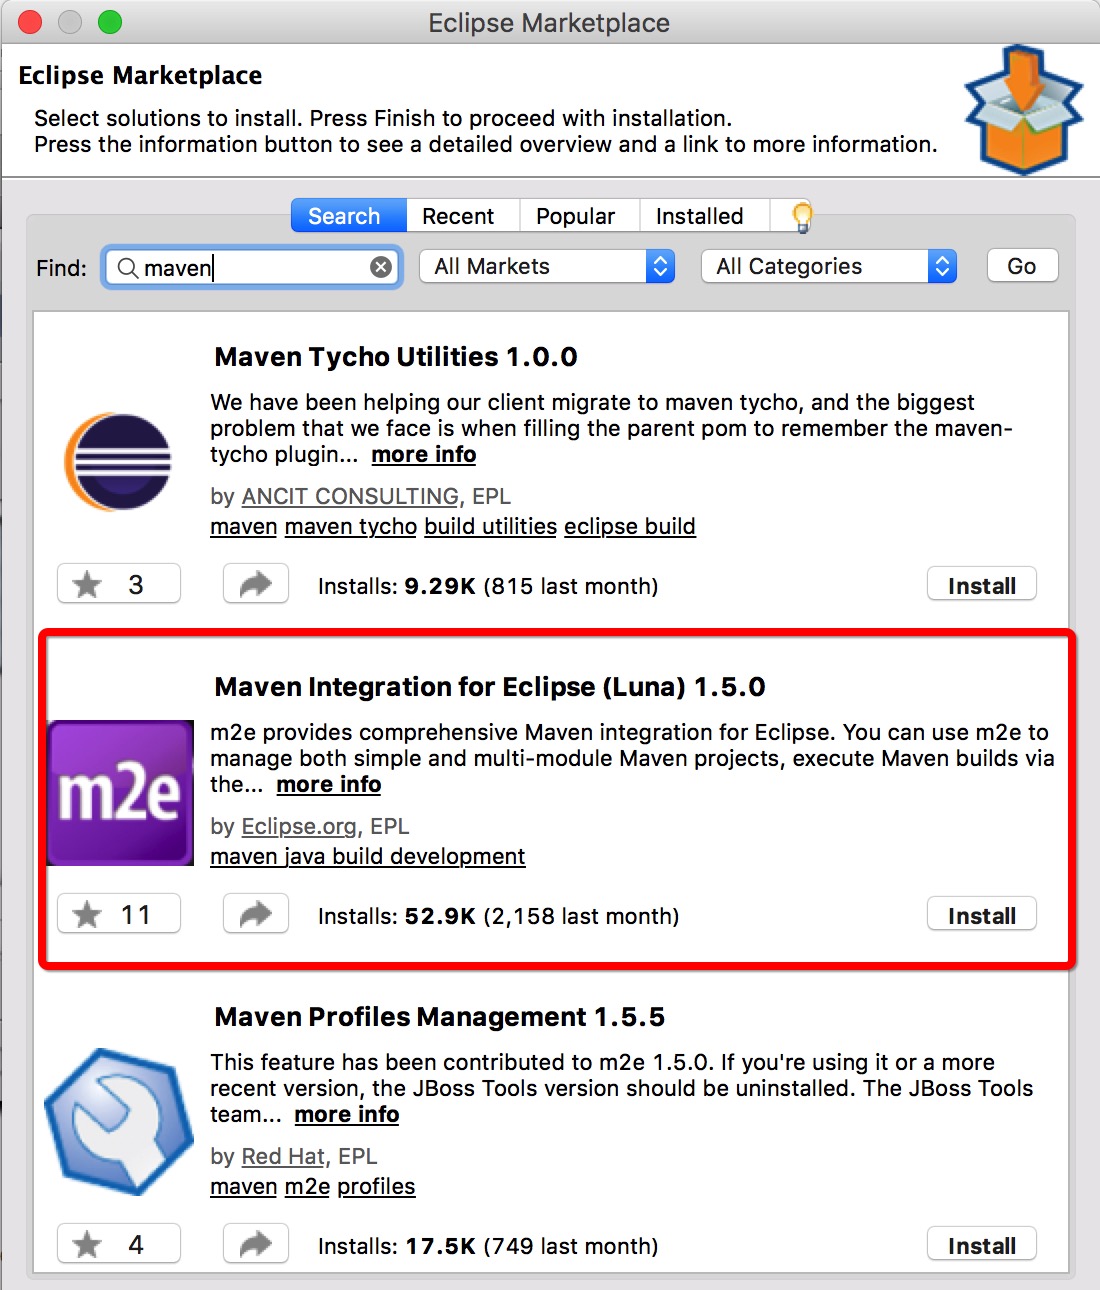 Eclipse Marketplace
Eclipse Marketplace
Select solutions to install. Press Finish to proceed with installation.
Press the information button to see a detailed overview and a link to more information.
Search Recent Popular Installed
Find: maven All Markets All Categories Go
Maven Tycho Utilities 1.0.0
We have been helping our client migrate to maven tycho, and the biggest
problem that we face is when filling the parent pom to remember the maven-
tycho plugin... more info
by ANCIT CONSULTING, EPL
maven maven tycho build utilities eclipse build
3 Installs: 9.29K (815 last month) Install
Maven Integration for Eclipse (Luna) 1.5.0
m2e provides comprehensive Maven integration for Eclipse. You can use m2e to
manage both simple and multi-module Maven projects, execute Maven builds via
the... more info
m2e
by Eclipse.org, EPL
maven java build development
11 Installs: 52.9K (2,158 last month) Install
Maven Profiles Management 1.5.5
This feature has been contributed to m2e 1.5.0. If you're using it or a more
recent version, the JBoss Tools version should be uninstalled. The JBoss Tools
team... more info
by Red Hat, EPL
maven m2e profiles
4 Installs: 17.5K (749 last month) Install